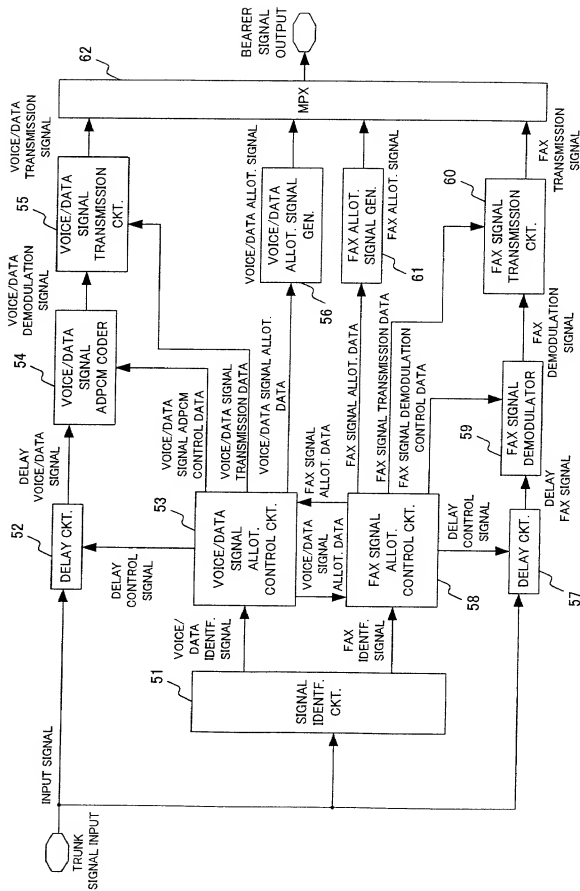 TRUNK
SIGNAL INPUT
INPUT SIGNAL
51
SIGNAL
IDENTF.
CKT.
VOICE/
DATA
IDENTF.
SIGNAL
FAX
IDENTF.
SIGNAL
52
DELAY CKT.
DELAY
CONTROL
SIGNAL
DELAY
VOICE/DATA
SIGNAL
53
VOICE/DATA
SIGNAL
ALLOT.
CONTROL CKT.
VOICE/DATA
SIGNAL
ALLOT. DATA
FAX SIGNAL
ALLOT. DATA
FAX SIGNAL
ALLOT.
CONTROL CKT.
58
DELAY
CONTROL
SIGNAL
DELAY CKT.
57
DELAY
FAX SIGNAL
54
VOICE/DATA
SIGNAL
ADPCM CODER
VOICE/DATA
SIGNAL ADPCM
CONTROL DATA
VOICE/DATA SIGNAL
TRANSMISSION DATA
VOICE/DATA SIGNAL ALLOT.
DATA
FAX SIGNAL ALLOT. DATA
FAX SIGNAL TRANSMISSION DATA
FAX SIGNAL DEMODULATION
CONTROL DATA
59
FAX SIGNAL
DEMODULATOR
VOICE/DATA
DEMODULATION
SIGNAL
FAX
DEMODULATION
SIGNAL
55
VOICE/DATA
SIGNAL
TRANSMISSION
CKT.
56
VOICE/DATA
ALLOT. SIGNAL
GEN.
FAX ALLOT.
SIGNAL GEN.
61
60
FAX SIGNAL
TRANSMISSION
CKT.
VOICE/DATA
TRANSMISSION
SIGNAL
VOICE/DATA ALLOT. SIGNAL
FAX ALLOT. SIGNAL
FAX
TRANSMISSION
SIGNAL
62
MPX
BEARER
SIGNAL
OUTPUT